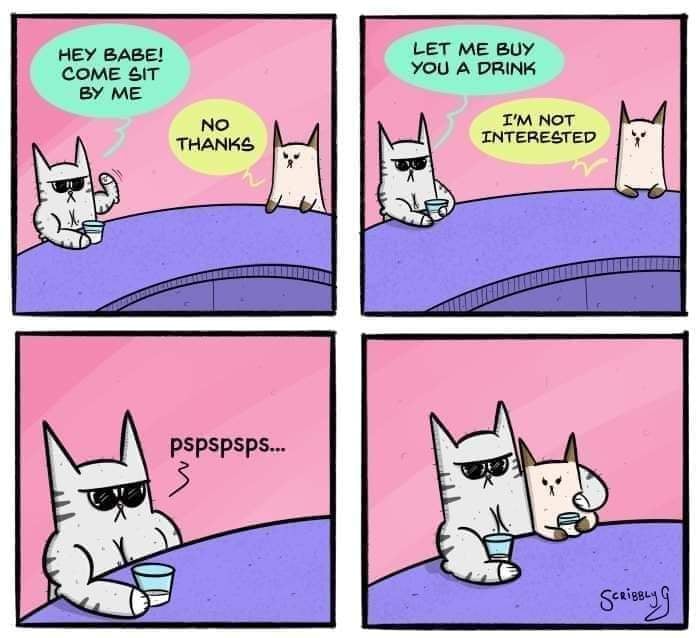 HEY BABE!
COME SIT
BY ME
NO
THANKS
LET ME BUY
YOU A DRINK
I'M NOT
INTERESTED
pspspsps...
SCRIBBLY G